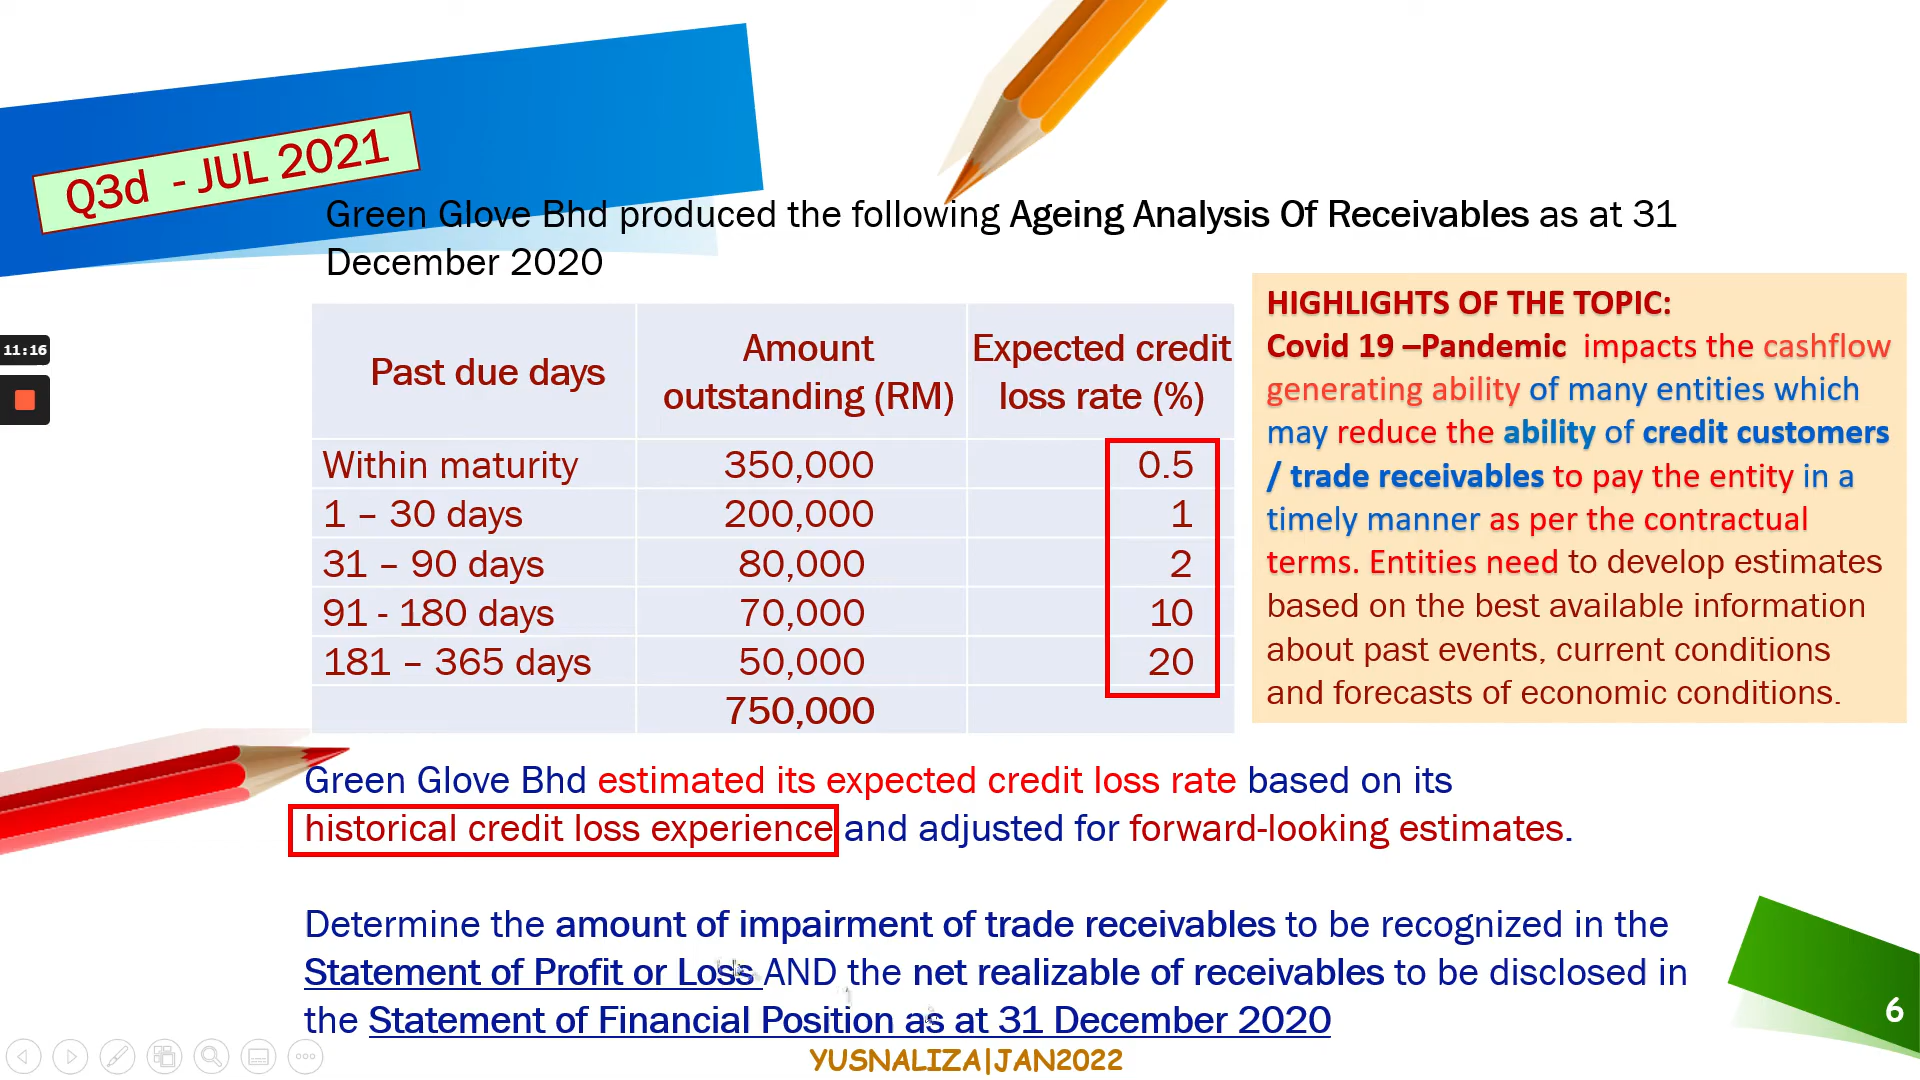 Q3d - JUL 2021
Green Glove Bhd produced the following Ageing Analysis Of Receivables as at 31
December 2020
Past due days
Amount
outstanding (RM)
Expected credit
loss rate (%)
Within maturity 350,000 0.5
1 – 30 days 200,000 1
31 – 90 days 80,000 2
91 - 180 days 70,000 10
181 – 365 days 50,000 20
750,000
HIGHLIGHTS OF THE TOPIC:
Covid 19 –Pandemic impacts the cashflow
generating ability of many entities which
may reduce the ability of credit customers
/ trade receivables to pay the entity in a
timely manner as per the contractual
terms. Entities need to develop estimates
based on the best available information
about past events, current conditions
and forecasts of economic conditions.
11:16
Green Glove Bhd estimated its expected credit loss rate based on its
historical credit loss experience and adjusted for forward-looking estimates.
Determine the amount of impairment of trade receivables to be recognized in the
Statement of Profit or Loss AND the net realizable of receivables to be disclosed in
the Statement of Financial Position as at 31 December 2020
6
YUSNALIZA|JAN2022